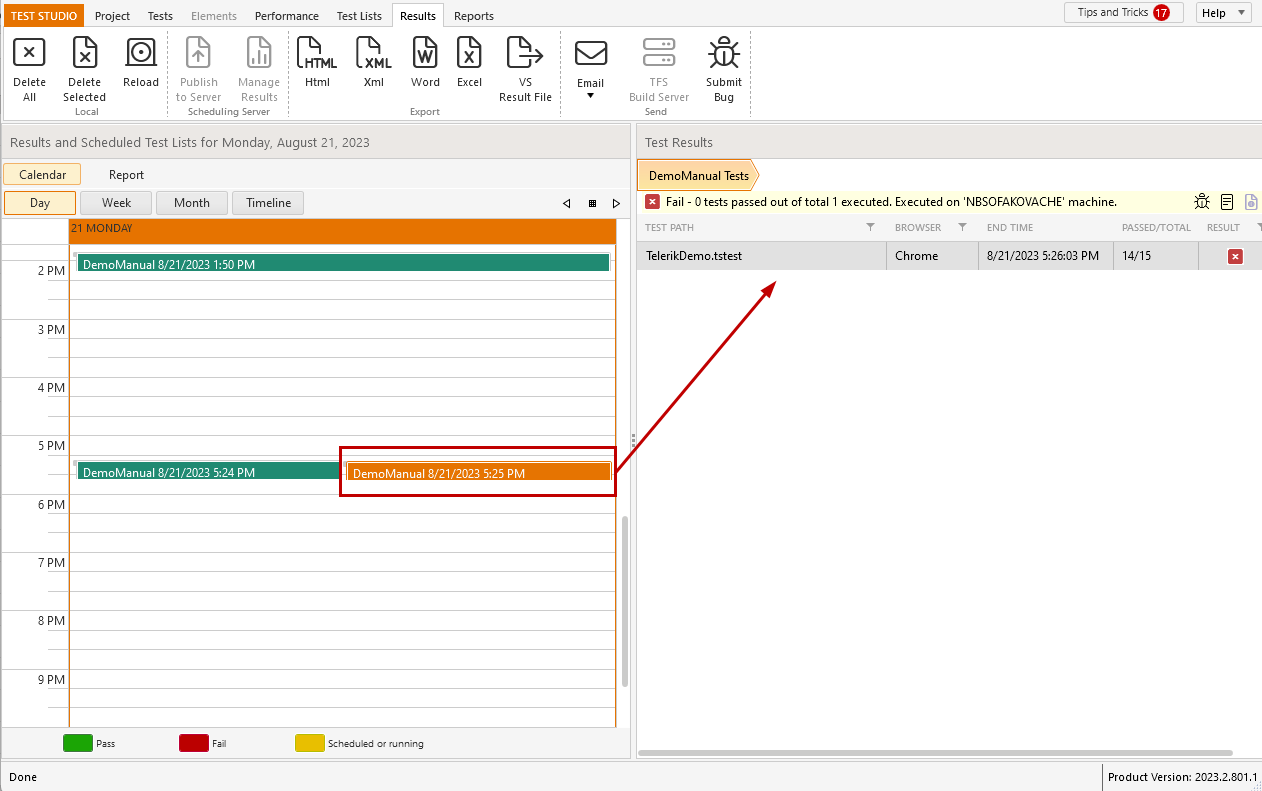 TEST STUDIO Project Tests Elements Performance Test Lists Results Reports Tips and Tricks 17 Help
Delete All
Delete Selected
Reload
Local
Publish to Server
Manage Results
Scheduling Server
HTML
Html
XML
Xml
Word
Excel
VS Result File
Export
Email
TFS Build Server
Submit Bug
Send
Results and Scheduled Test Lists for Monday, August 21, 2023
Calendar Report
Day Week Month Timeline
21 MONDAY
DemoManual 8/21/2023 1:50 PM
2 PM
3 PM
4 PM
5 PM
DemoManual 8/21/2023 5:24 PM DemoManual 8/21/2023 5:25 PM
6 PM
7 PM
8 PM
9 PM
Pass Fail Scheduled or running
Test Results
DemoManual Tests
Fail - 0 tests passed out of total 1 executed. Executed on 'NBSOFAKOVACHE' machine.
TEST PATH BROWSER END TIME PASSED/TOTAL RESULT
TelerikDemo.tstest Chrome 8/21/2023 5:26:03 PM 14/15
Done Product Version: 2023.2.801.1